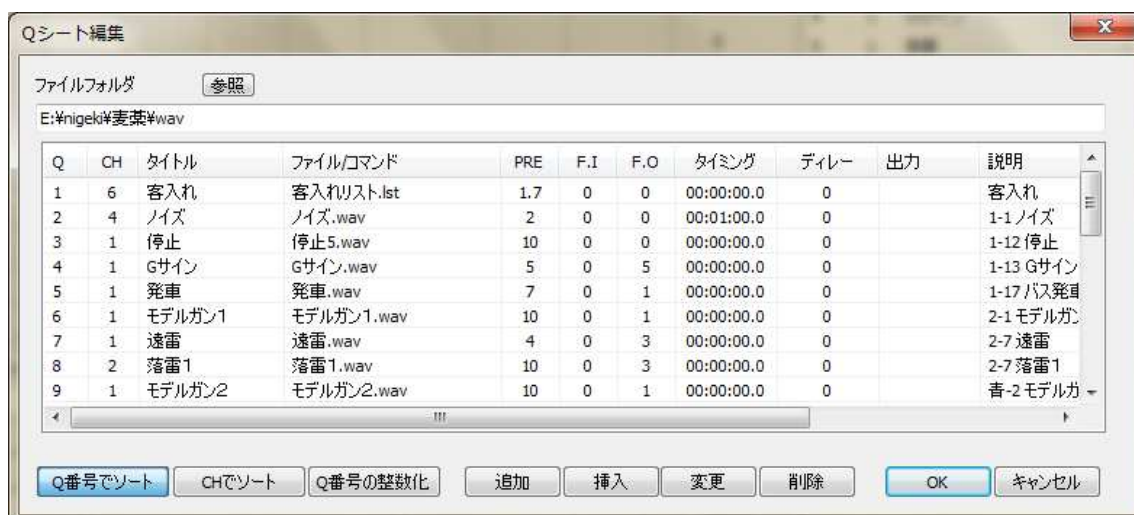 Qシート編集
ファイルフォルダ 参照
E:¥nigeki¥麦菜¥wav
Q CH タイトル ファイル/コマンド PRE F.I F.O タイミング ディレー 出力 説明
1 6 客入れ 客入れリスト.lst 1.7 0 0 00:00:00.0 0 客入れ
2 4 ノイズ ノイズ.wav 2 0 0 00:01:00.0 0 1-1 ノイズ
3 1 停止 停止5.wav 10 0 0 00:00:00.0 0 1-12 停止
4 1 Gサイン Gサイン.wav 5 0 5 00:00:00.0 0 1-13 Gサイン
5 1 発車 発車.wav 7 0 1 00:00:00.0 0 1-17 バス発車
6 1 モデルガン1 モデルガン1.wav 10 0 1 00:00:00.0 0 2-1 モデルガン
7 1 遠雷 遠雷.wav 4 0 3 00:00:00.0 0 2-7 遠雷
8 2 落雷1 落雷1.wav 10 0 3 00:00:00.0 0 2-7 落雷1
9 1 モデルガン2 モデルガン2.wav 10 0 1 00:00:00.0 0 青-2 モデルガ
Q番号でソート CHでソート Q番号の整数化 追加 挿入 変更 削除 OK キャンセル